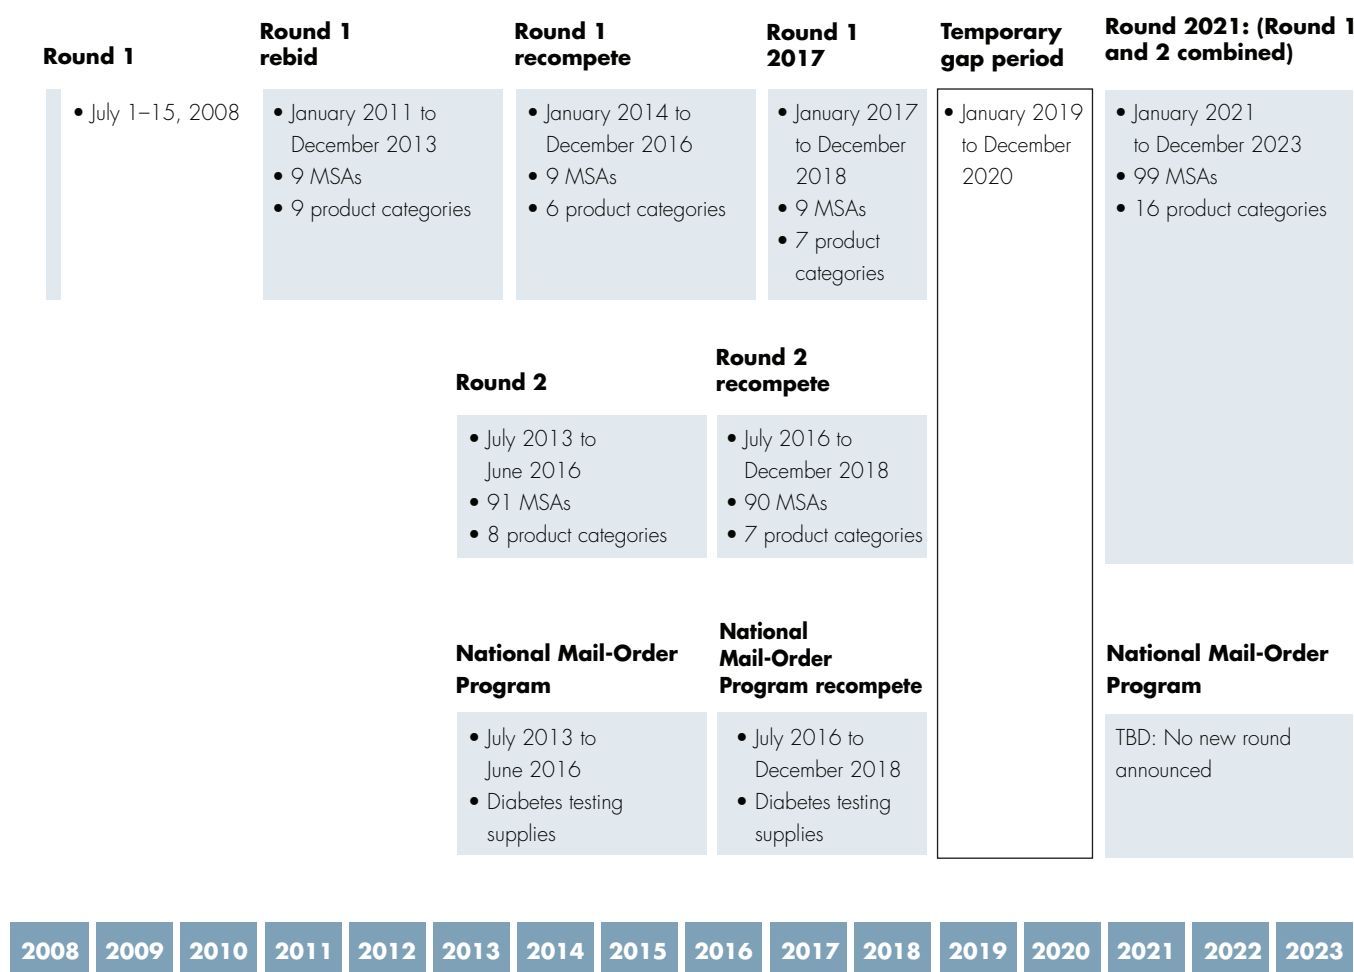 Round 1
• July 1–15, 2008
Round 1
rebid
• January 2011 to
December 2013
• 9 MSAs
• 9 product categories
Round 1
recompete
• January 2014 to
December 2016
• 9 MSAs
• 6 product categories
Round 1
2017
• January 2017
to December
2018
• 9 MSAs
• 7 product
categories
Temporary
gap period
• January 2019
to December
2020
Round 2021: (Round 1
and 2 combined)
• January 2021
to December 2023
• 99 MSAs
• 16 product categories
Round 2
• July 2013 to
June 2016
• 91 MSAs
• 8 product categories
Round 2
recompete
• July 2016 to
December 2018
• 90 MSAs
• 7 product categories
National Mail-Order
Program
• July 2013 to
June 2016
• Diabetes testing
supplies
National
Mail-Order
Program recompete
• July 2016 to
December 2018
• Diabetes testing
supplies
National Mail-Order
Program
TBD: No new round
announced
2008 2009 2010 2011 2012 2013 2014 2015 2016 2017 2018 2019 2020 2021 2022 2023